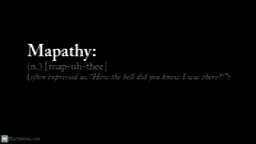 Mapathy:
(n.) [map-uh-thee]
(often expressed as, "How the hell did you know I was there?!")